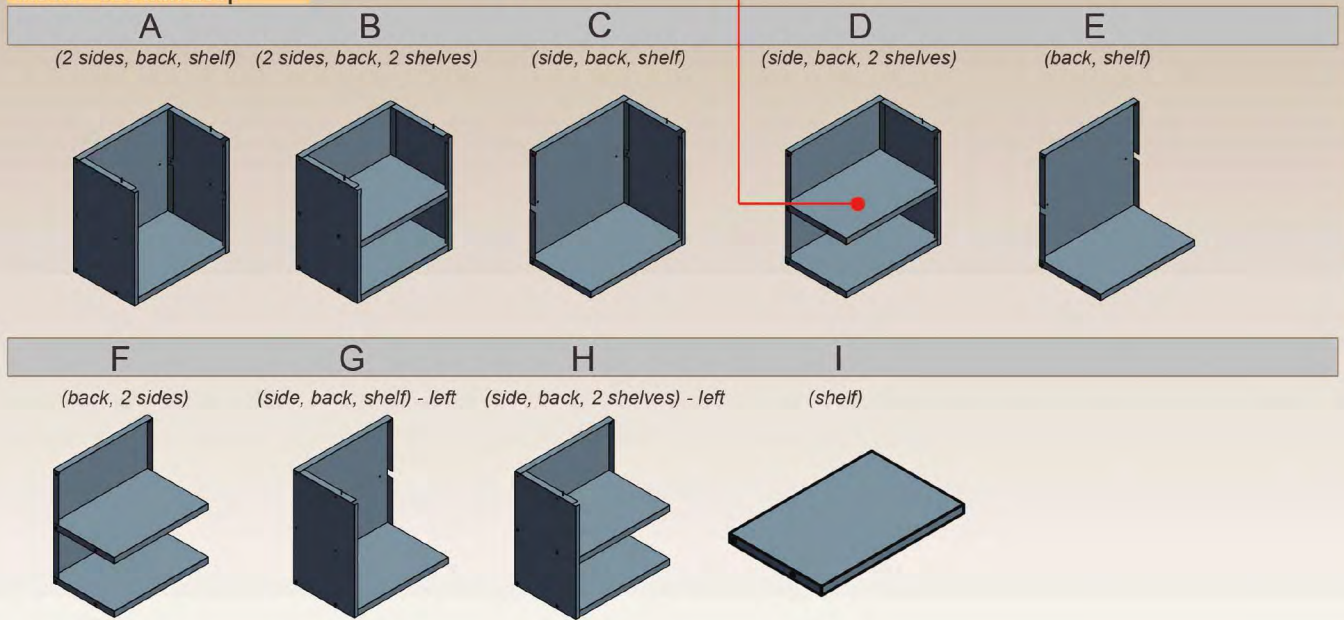 A B C D E
(2 sides, back, shelf) (2 sides, back, 2 shelves) (side, back, shelf) (side, back, 2 shelves) (back, shelf)
F G H I
(back, 2 sides) (side, back, shelf) - left (side, back, 2 shelves) - left (shelf)